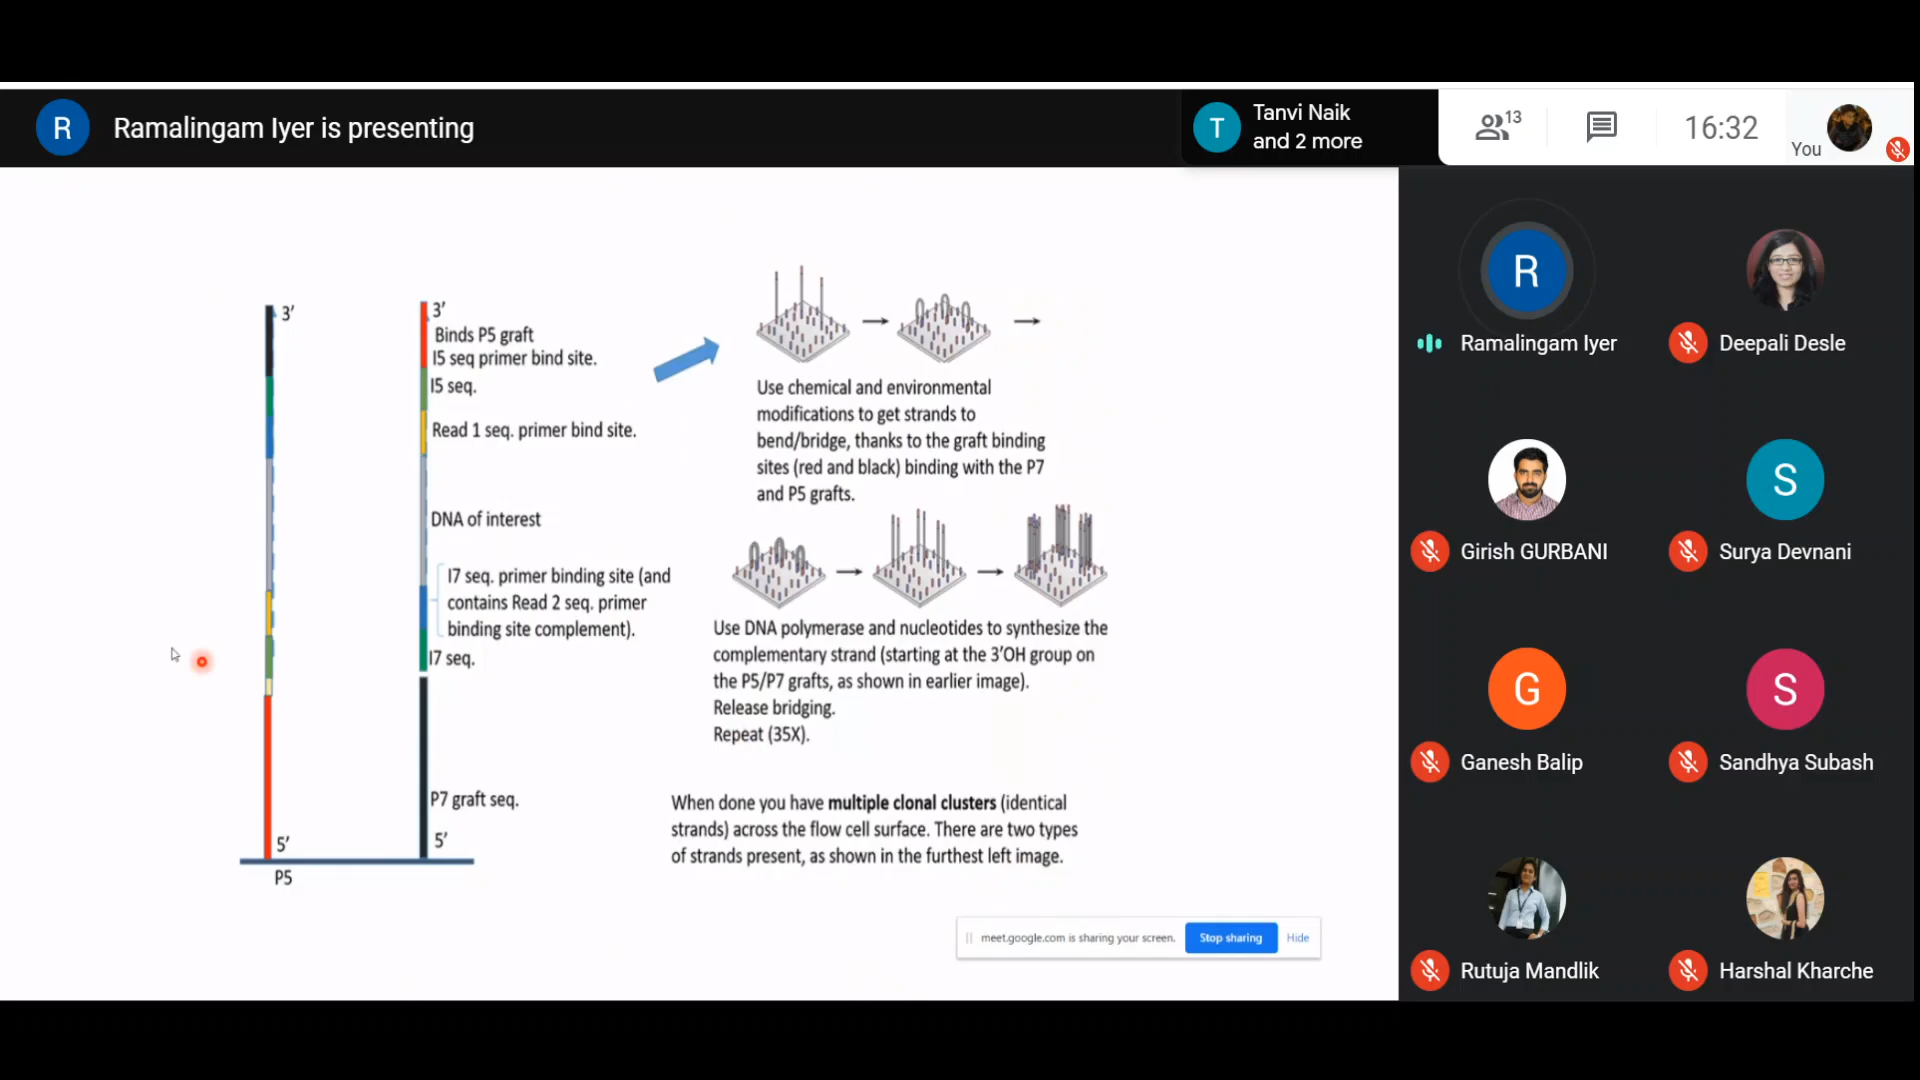 R
Ramalingam Iyer is presenting
T
Tanvi Naik
and 2 more
13
16:32
You
3'
3'
Binds P5 graft
I5 seq primer bind site.
I5 seq.
Read 1 seq. primer bind site.
DNA of interest
I7 seq. primer binding site (and
contains Read 2 seq. primer
binding site complement).
I7 seq.
P7 graft seq.
5'
5'
P5
Use chemical and environmental
modifications to get strands to
bend/bridge, thanks to the graft binding
sites (red and black) binding with the P7
and P5 grafts.
Use DNA polymerase and nucleotides to synthesize the
complementary strand (starting at the 3'OH group on
the P5/P7 grafts, as shown in earlier image).
Release bridging.
Repeat (35X).
When done you have multiple clonal clusters (identical
strands) across the flow cell surface. There are two types
of strands present, as shown in the furthest left image.
meet.google.com is sharing your screen.
Stop sharing
Hide
R
Ramalingam Iyer
Deepali Desle
Girish GURBANI
S
Surya Devnani
G
Ganesh Balip
S
Sandhya Subash
Rutuja Mandlik
Harshal Kharche